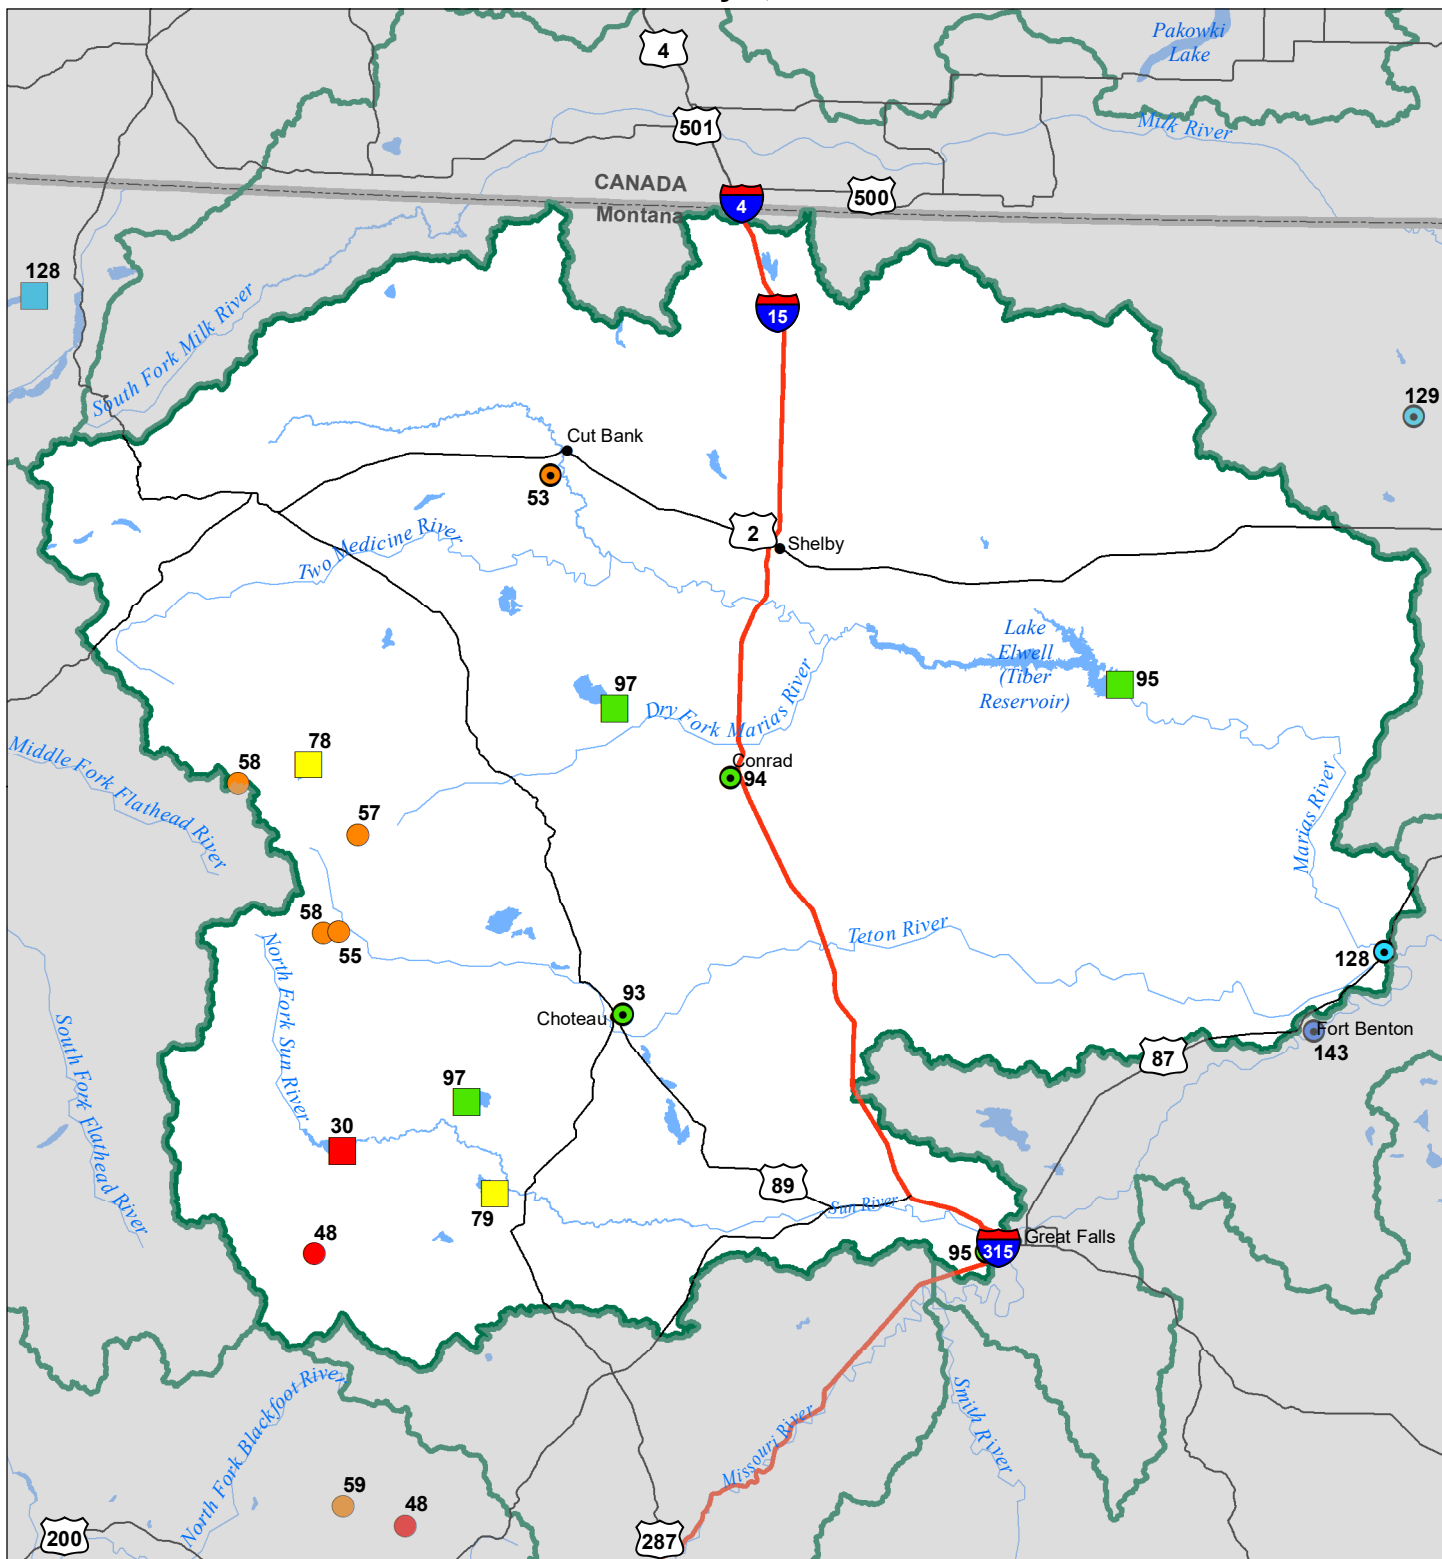 4
Pakowki
Lake
501
Milk River
CANADA
500
4
Montana
128
15
South Fork Milk River
129
Cut Bank
53
2
Shelby
Two Medicine River
Lake
Elwell
(Tiber
Reservoir)
97
95
Dry Fork Marias River
Middle Fork Flathead River
78
58
Conrad
94
57
Marias River
58
55
Teton River
North Fork Sun River
128
93
Choteau
South Fork Flathead River
Fort Benton
143
87
97
30
89
79
Sun River
48
95
315
Great Falls
North Fork Blackfoot River
Missouri River
Smith River
59
48
200
287